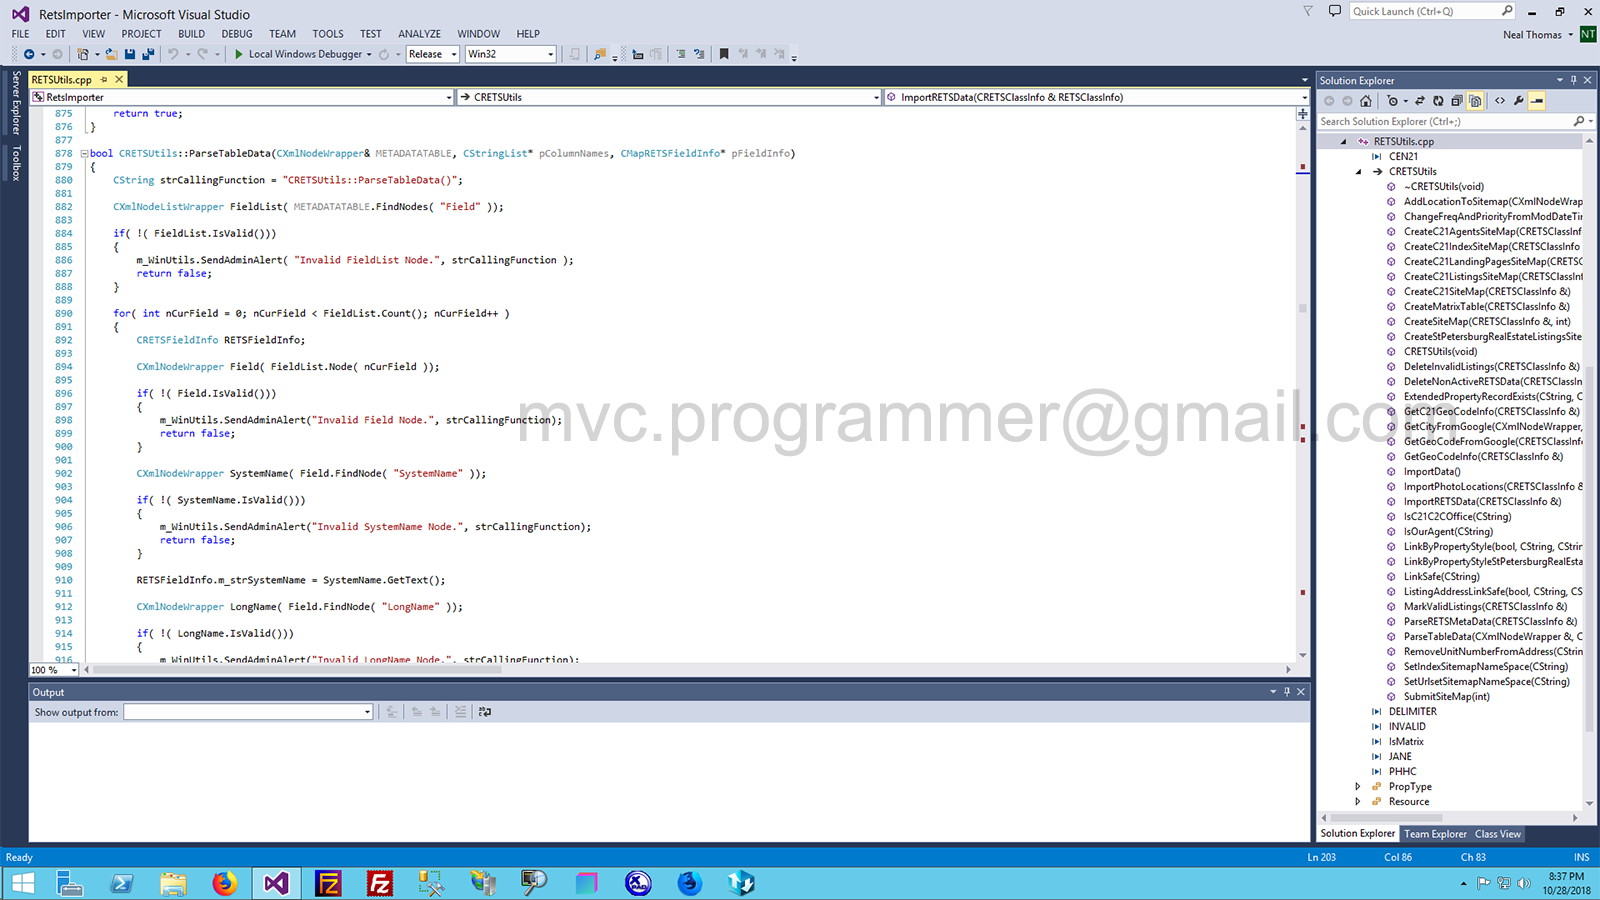 RetsImporter - Microsoft Visual Studio
Quick Launch (Ctrl+Q)
FILE EDIT VIEW PROJECT BUILD DEBUG TEAM TOOLS TEST ANALYZE WINDOW HELP
Neal Thomas NT
Local Windows Debugger Release Win32
Server Explorer
Toolbox
RETSUtils.cpp
RetsImporter CRETSUtils ImportRETSData(CRETSClassInfo & RETSClassInfo)
875 return true;
876 }
877
878 bool CRETSUtils::ParseTableData(CXmlNodeWrapper& METADATATABLE, CStringList* pColumnNames, CMapRETSFieldInfo* pFieldInfo)
879 {
880 CString strCallingFunction = "CRETSUtils::ParseTableData()";
881
882 CXmlNodeListWrapper FieldList( METADATATABLE.FindNodes( "Field" ));
883
884 if( !( FieldList.IsValid()))
885 {
886 m_WinUtils.SendAdminAlert( "Invalid FieldList Node.", strCallingFunction );
887 return false;
888 }
889
890 for( int nCurField = 0; nCurField < FieldList.Count(); nCurField++ )
891 {
892 CRETSFieldInfo RETSFieldInfo;
893
894 CXmlNodeWrapper Field( FieldList.Node( nCurField ));
895
896 if( !( Field.IsValid()))
897 {
898 m_WinUtils.SendAdminAlert("Invalid Field Node.", strCallingFunction);
899 return false;
900 }
901
902 CXmlNodeWrapper SystemName( Field.FindNode( "SystemName" ));
903
904 if( !( SystemName.IsValid()))
905 {
906 m_WinUtils.SendAdminAlert("Invalid SystemName Node.", strCallingFunction);
907 return false;
908 }
909
910 RETSFieldInfo.m_strSystemName = SystemName.GetText();
911
912 CXmlNodeWrapper LongName( Field.FindNode( "LongName" ));
913
914 if( !( LongName.IsValid()))
915 {
916 m_WinUtils.SendAdminAlert("Invalid LongName Node.", strCallingFunction);
100 %
mvc.programmer@gmail.com
Output
Show output from:
Solution Explorer
Search Solution Explorer (Ctrl+;)
RETSUtils.cpp
CEN21
CRETSUtils
~CRETSUtils(void)
AddLocationToSitemap(CXmlNodeWrap
ChangeFreqAndPriorityFromModDateTi
CreateC21AgentsSiteMap(CRETSClassInf
CreateC21IndexSiteMap(CRETSClassInfo
CreateC21LandingPagesSiteMap(CRETSC
CreateC21ListingsSiteMap(CRETSClassInf
CreateC21SiteMap(CRETSClassInfo &)
CreateMatrixTable(CRETSClassInfo &)
CreateSiteMap(CRETSClassInfo &, int)
CreateStPetersburgRealEstateListingsSite
CRETSUtils(void)
DeleteInvalidListings(CRETSClassInfo &)
DeleteNonActiveRETSData(CRETSClassIn
ExtendedPropertyRecordExists(CString, C
GetC21GeoCodeInfo(CRETSClassInfo &)
GetCityFromGoogle(CXmlNodeWrapper,
GetGeoCodeFromGoogle(CRETSClassInf
GetGeoCodeInfo(CRETSClassInfo &)
ImportData()
ImportPhotoLocations(CRETSClassInfo &
ImportRETSData(CRETSClassInfo &)
IsC21C2COffice(CString)
IsOurAgent(CString)
LinkByPropertyStyle(bool, CString, CStrin
LinkByPropertyStyleStPetersburgRealEsta
LinkSafe(CString)
ListingAddressLinkSafe(bool, CString, CS
MarkValidListings(CRETSClassInfo &)
ParseRETSMetaData(CRETSClassInfo &)
ParseTableData(CXmlNodeWrapper &, C
RemoveUnitNumberFromAddress(CStrin
SetIndexSitemapNameSpace(CString)
SetUrlsetSitemapNameSpace(CString)
SubmitSiteMap(int)
DELIMITER
INVALID
IsMatrix
JANE
PHHC
PropType
Resource
Solution Explorer Team Explorer Class View
Ready Ln 203 Col 86 Ch 83 INS
8:37 PM
10/28/2018